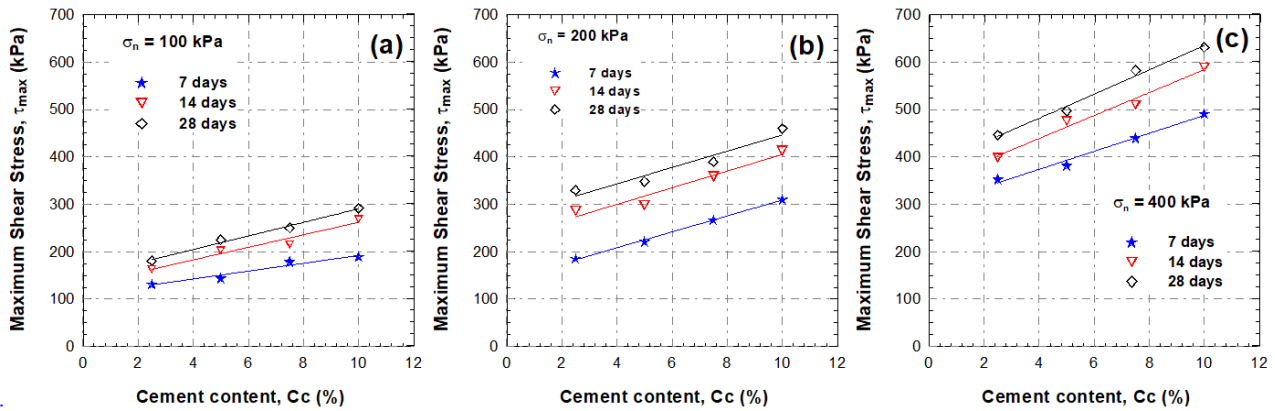 Maximum Shear Stress, τmax (kPa)
700
600
500
400
300
200
100
0
σn = 100 kPa
(a)
7 days
14 days
28 days
0 2 4 6 8 10 12
Cement content, Cc (%)
Maximum Shear Stress, τmax (kPa)
700
600
500
400
300
200
100
0
σn = 200 kPa
(b)
7 days
14 days
28 days
0 2 4 6 8 10 12
Cement content, Cc (%)
Maximum Shear Stress, τmax (kPa)
700
600
500
400
300
200
100
0
(c)
σn = 400 kPa
7 days
14 days
28 days
0 2 4 6 8 10 12
Cement content, Cc (%)